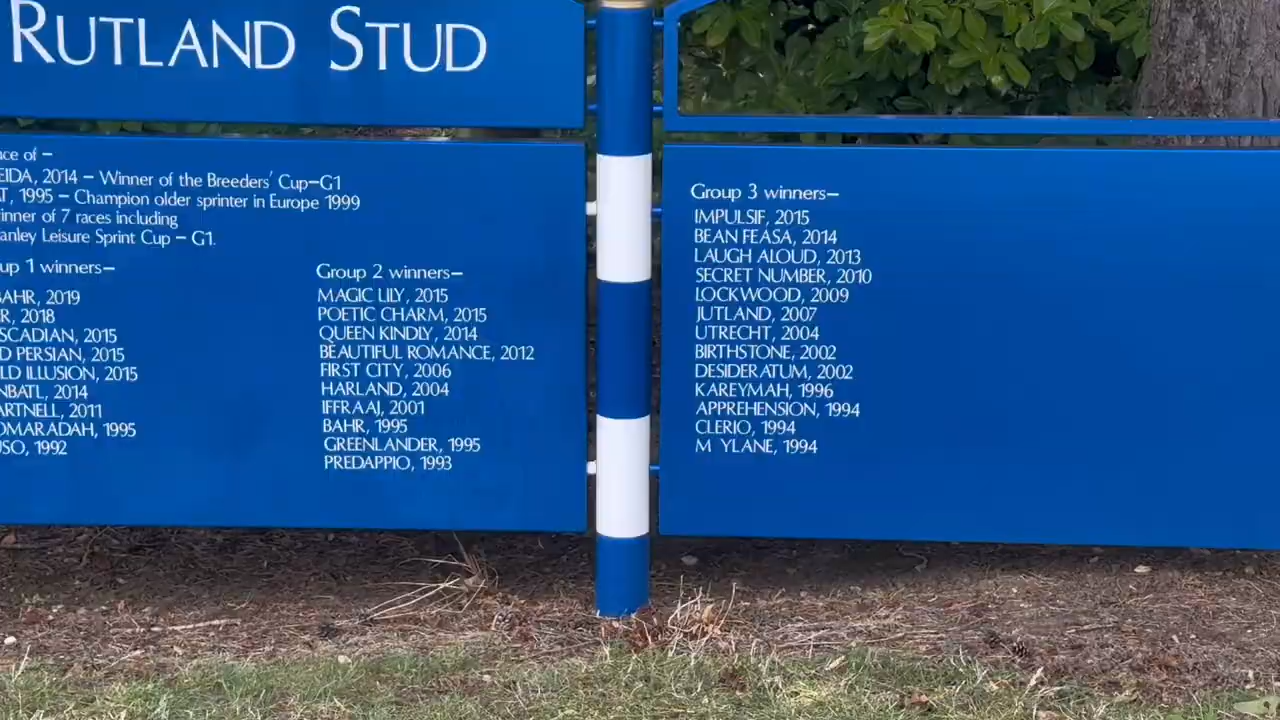 RUTLAND STUD
ace of –
EIDA, 2014 – Winner of the Breeders' Cup–G1
AT, 1995 – Champion older sprinter in Europe 1999
inner of 7 races including
anley Leisure Sprint Cup – G1.
up 1 winners–
BAHR, 2019
R, 2018
SCADIAN, 2015
D PERSIAN, 2015
LD ILLUSION, 2015
NBATL, 2014
ARTNELL, 2011
OMARADAH, 1995
USO, 1992
Group 2 winners–
MAGIC LILY, 2015
POETIC CHARM, 2015
QUEEN KINDLY, 2014
BEAUTIFUL ROMANCE, 2012
FIRST CITY, 2006
HARLAND, 2004
IFFRAAJ, 2001
BAHR, 1995
GREENLANDER, 1995
PREDAPPIO, 1993
Group 3 winners–
IMPULSIF, 2015
BEAN FEASA, 2014
LAUGH ALOUD, 2013
SECRET NUMBER, 2010
LOCKWOOD, 2009
JUTLAND, 2007
UTRECHT, 2004
BIRTHSTONE, 2002
DESIDERATUM, 2002
KAREYMAH, 1996
APPREHENSION, 1994
CLERIO, 1994
M YLANE, 1994